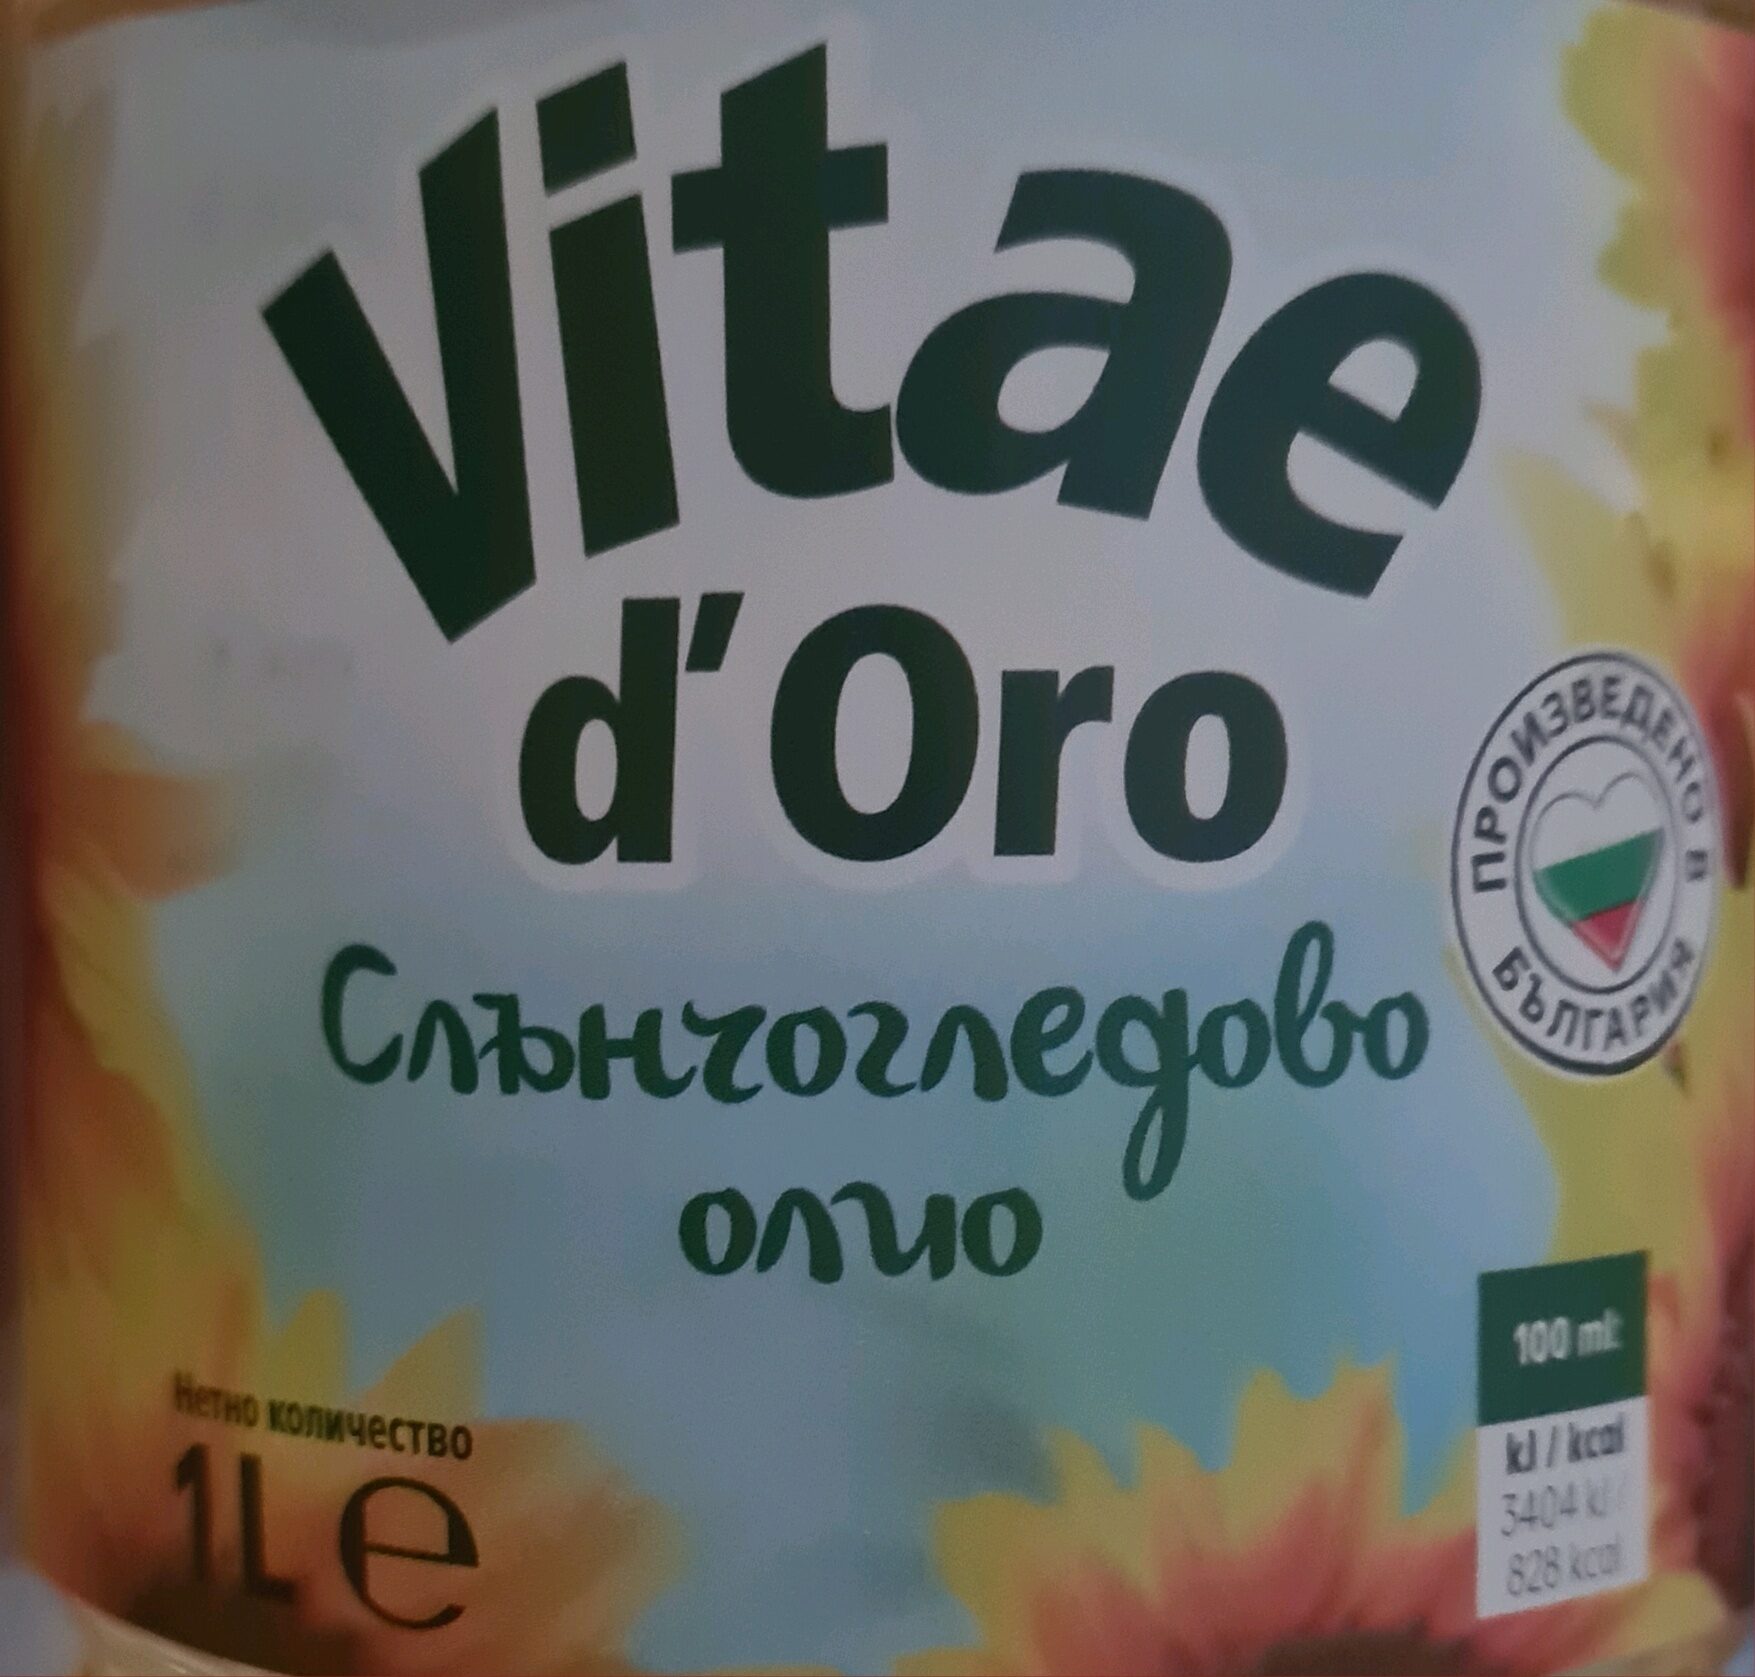 Vitae
d'Oro
Слънчогледово
олио
ПРОИЗВЕДЕНО В
БЪЛГАРИЯ
Нетно количество
1L e
100 ml:
kJ / kcal
3404 kJ /
828 kcal